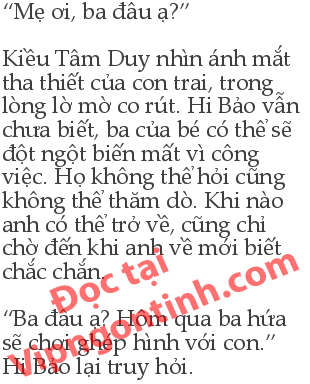 “Mẹ ơi, ba đâu ạ?”
Kiều Tâm Duy nhìn ánh mắt
tha thiết của con trai, trong
lòng lờ mờ co rút. Hi Bảo vẫn
chưa biết, ba của bé có thể sẽ
đột ngột biến mất vì công
việc. Họ không thể hỏi cũng
không thể thăm dò. Khi nào
anh có thể trở về, cũng chỉ
chờ đến khi anh về mới biết
chắc chắn.
“Ba đâu ạ? Hôm qua ba hứa
sẽ chơi ghép hình với con.”
Hi Bảo lại truy hỏi.
Đọc tại
Vipngontinh.com